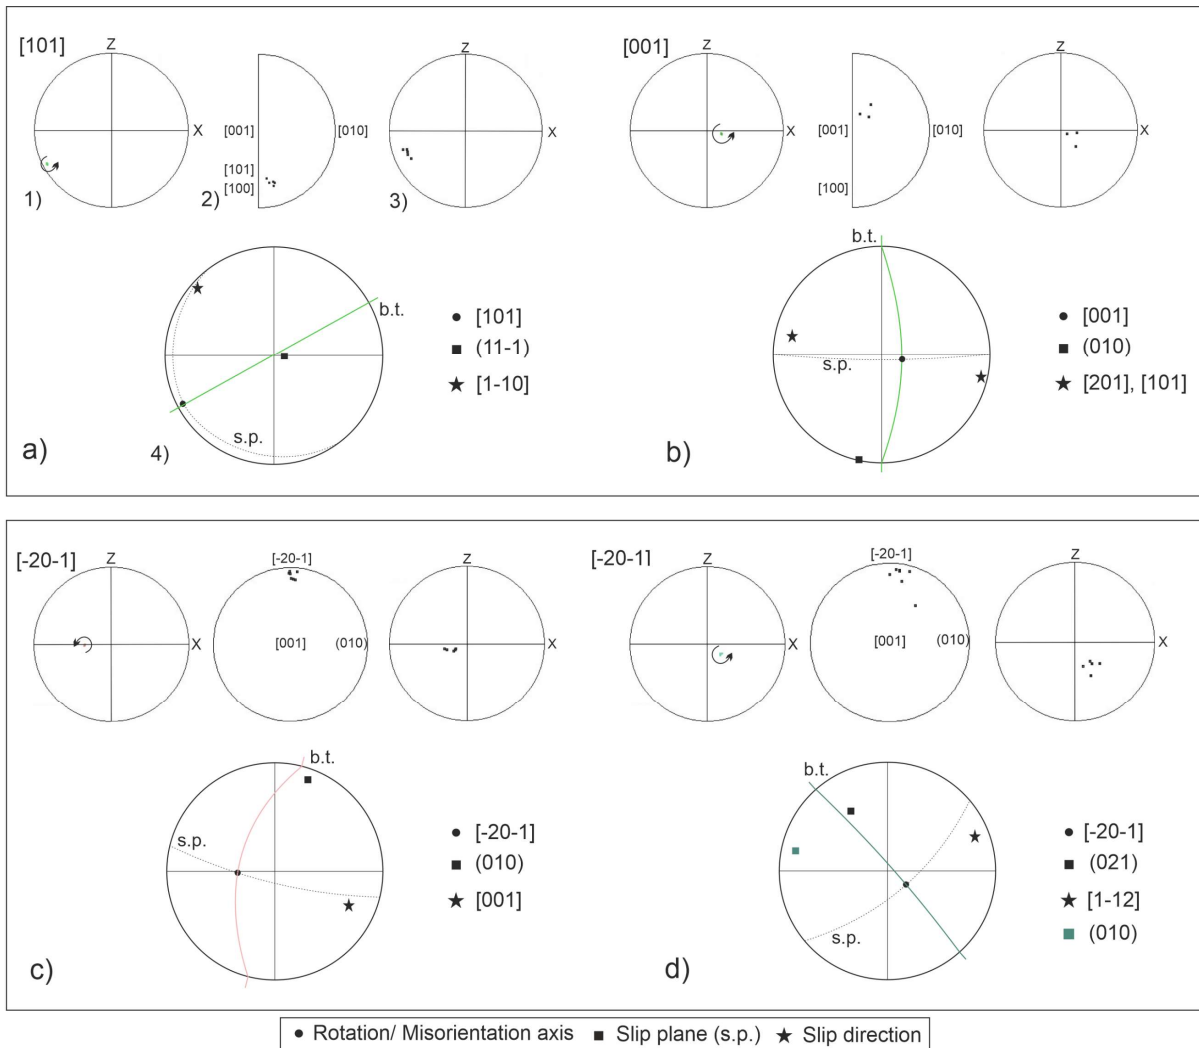 [101]
Z
X
1)
[001]
[010]
[101]
[100]
2)
Z
X
3)
b.t.
s.p.
4)
a)
● [101]
■ (11-1)
★ [1-10]
[001]
Z
X
[001]
[010]
[100]
Z
X
b.t.
s.p.
b)
● [001]
■ (010)
★ [201], [101]
[-20-1]
Z
X
[-20-1]
[001]
(010)
Z
X
b.t.
s.p.
c)
● [-20-1]
■ (010)
★ [001]
[-20-1]
Z
X
[-20-1]
[001]
(010)
Z
X
b.t.
s.p.
d)
● [-20-1]
■ (021)
★ [1-12]
■ (010)
● Rotation/ Misorientation axis ■ Slip plane (s.p.) ★ Slip direction